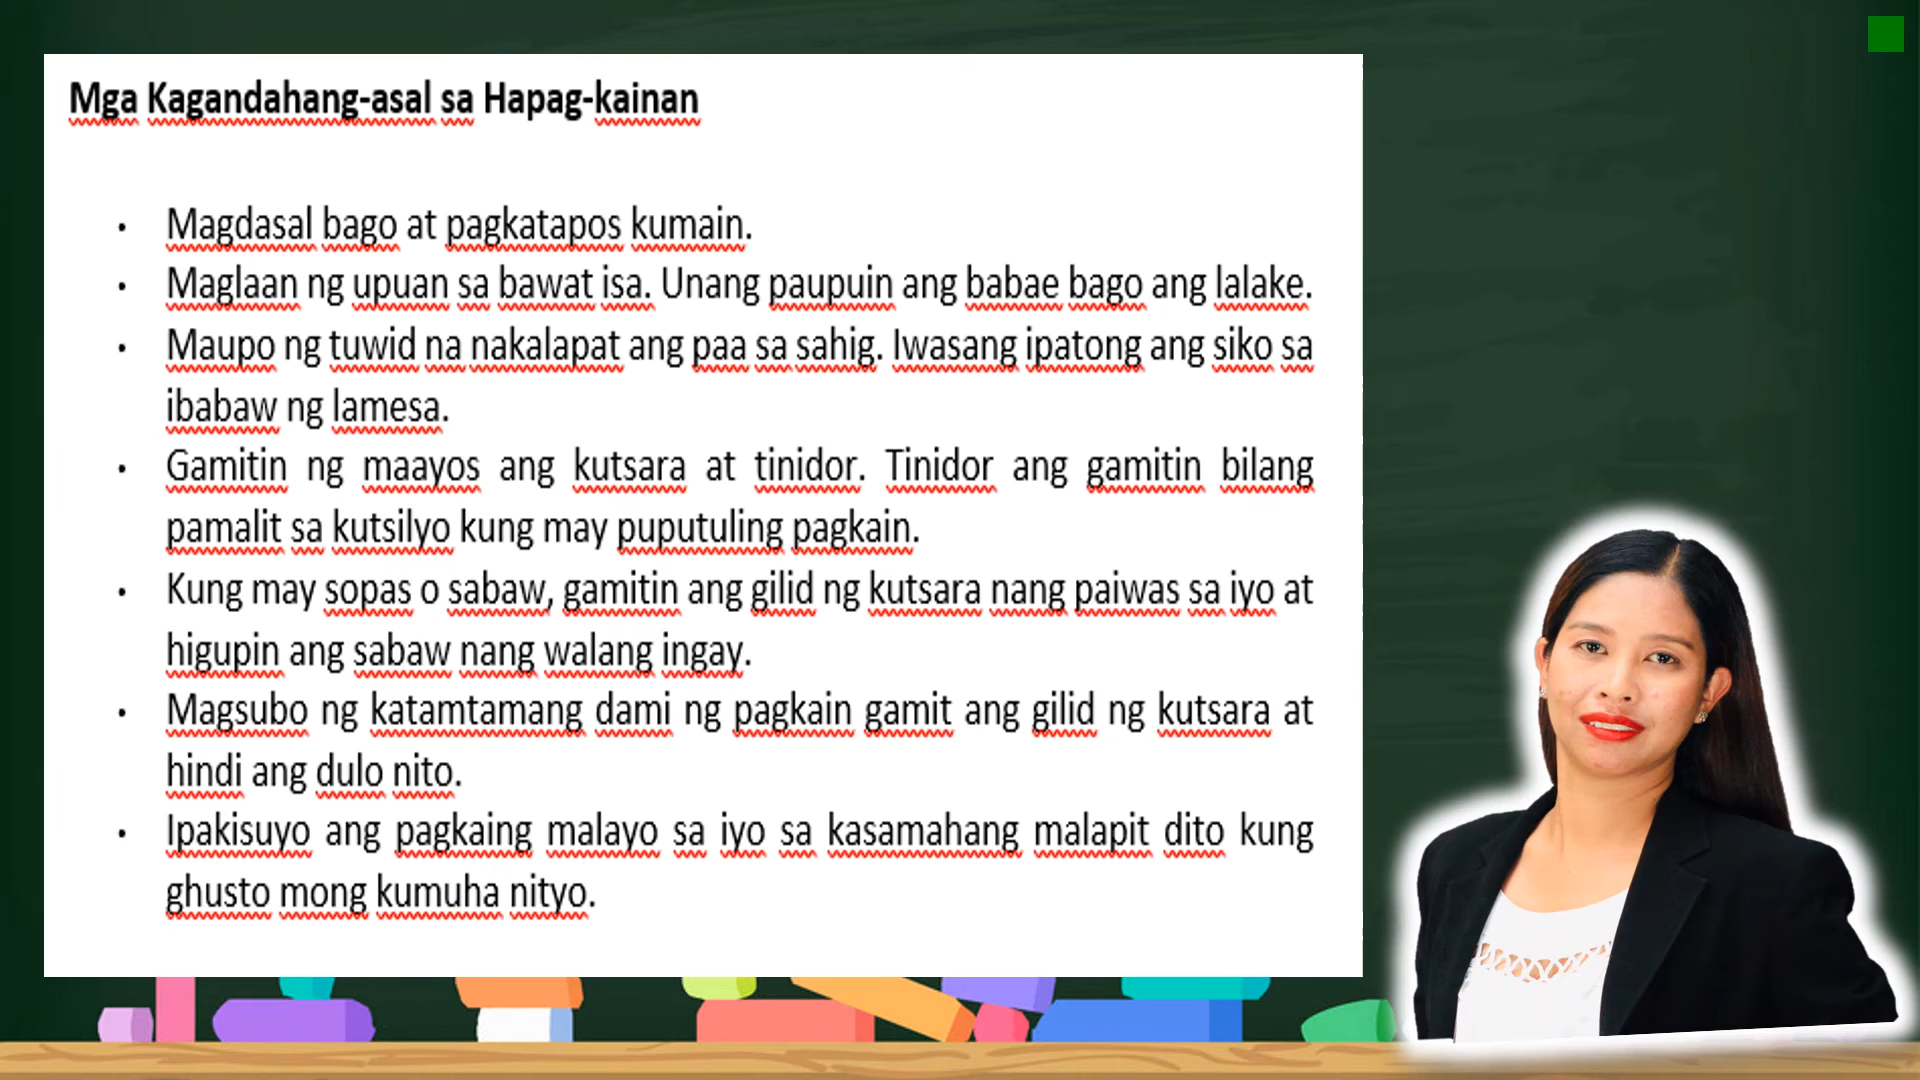 Mga Kagandahang-asal sa Hapag-kainan
• Magdasal bago at pagkatapos kumain.
• Maglaan ng upuan sa bawat isa. Unang paupuin ang babae bago ang lalake.
• Maupo ng tuwid na nakalapat ang paa sa sahig. Iwasang ipatong ang siko sa
ibabaw ng lamesa.
• Gamitin ng maayos ang kutsara at tinidor. Tinidor ang gamitin bilang
pamalit sa kutsilyo kung may puputuling pagkain.
• Kung may sopas o sabaw, gamitin ang gilid ng kutsara nang paiwas sa iyo at
higupin ang sabaw nang walang ingay.
• Magsubo ng katamtamang dami ng pagkain gamit ang gilid ng kutsara at
hindi ang dulo nito.
• Ipakisuyo ang pagkaing malayo sa iyo sa kasamahang malapit dito kung
ghusto mong kumuha nityo.